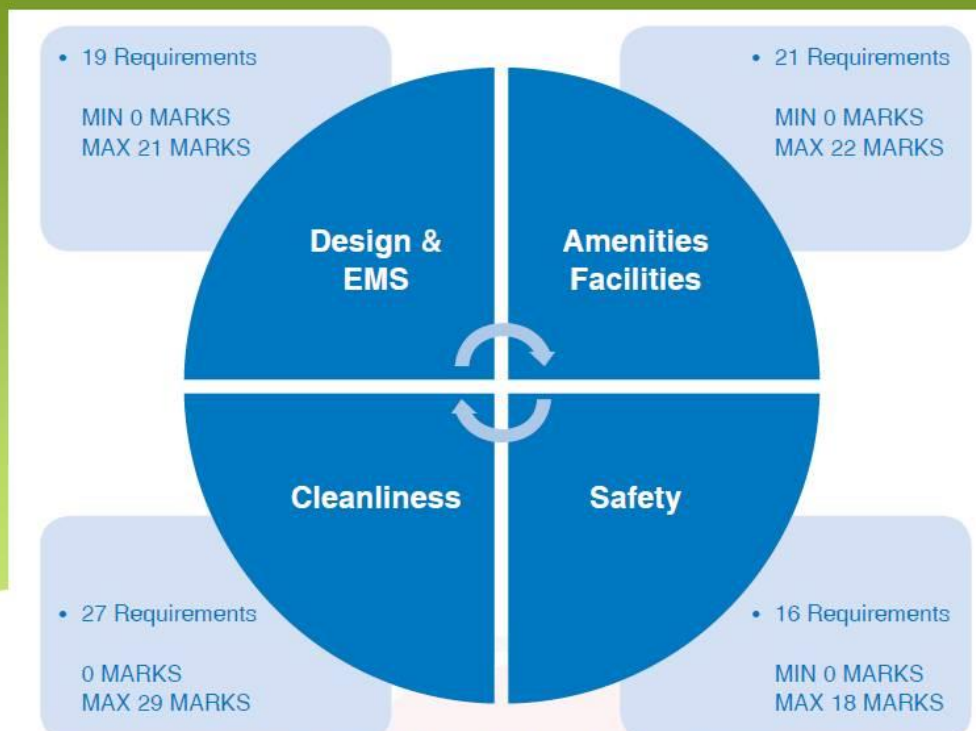 • 19 Requirements
MIN 0 MARKS
MAX 21 MARKS
• 21 Requirements
MIN 0 MARKS
MAX 22 MARKS
Design &
EMS
Amenities
Facilities
Cleanliness
Safety
• 27 Requirements
0 MARKS
MAX 29 MARKS
• 16 Requirements
MIN 0 MARKS
MAX 18 MARKS